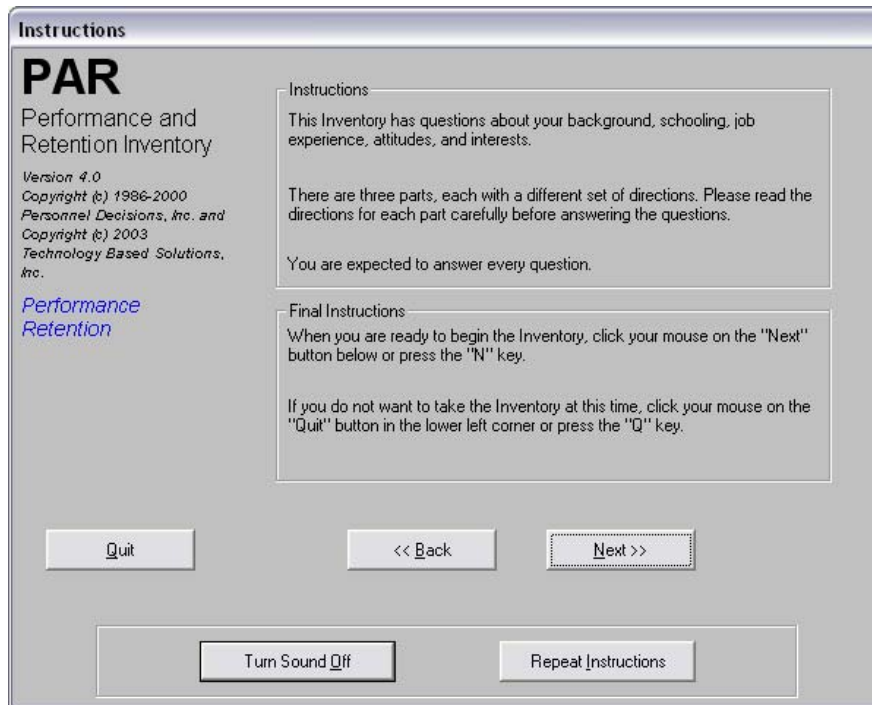 Instructions
PAR
Performance and
Retention Inventory
Version 4.0
Copyright (c) 1986-2000
Personnel Decisions, Inc. and
Copyright (c) 2003
Technology Based Solutions,
Inc.
Performance
Retention
Instructions
This Inventory has questions about your background, schooling, job
experience, attitudes, and interests.
There are three parts, each with a different set of directions. Please read the
directions for each part carefully before answering the questions.
You are expected to answer every question.
Final Instructions
When you are ready to begin the Inventory, click your mouse on the "Next"
button below or press the "N" key.
If you do not want to take the Inventory at this time, click your mouse on the
"Quit" button in the lower left corner or press the "Q" key.
Quit
<< Back
Next >>
Turn Sound Off
Repeat Instructions